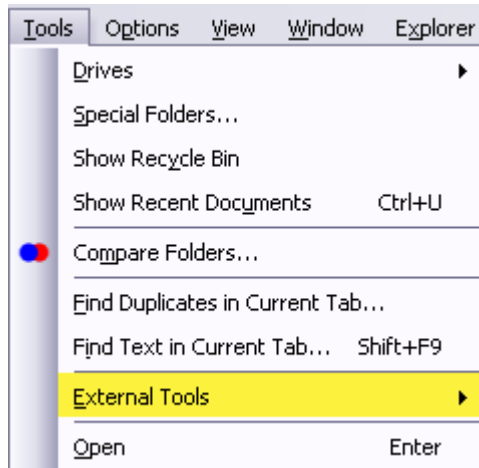 Tools Options View Window Explorer
Drives
Special Folders...
Show Recycle Bin
Show Recent Documents Ctrl+U
Compare Folders...
Find Duplicates in Current Tab...
Find Text in Current Tab... Shift+F9
External Tools
Open Enter